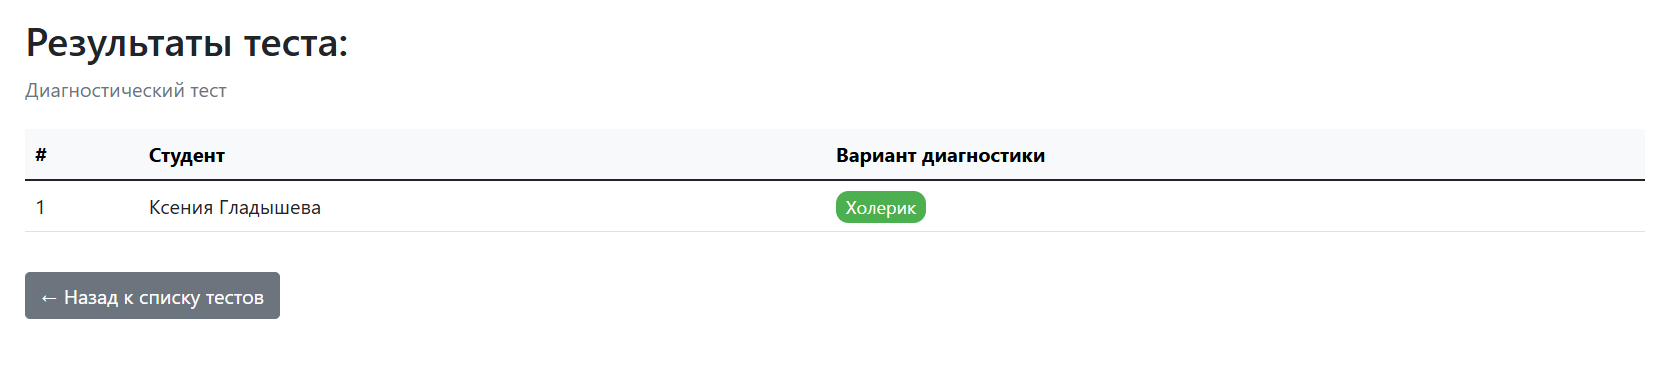 Результаты теста:
Диагностический тест
# Студент Вариант диагностики
1 Ксения Гладышева Холерик
← Назад к списку тестов